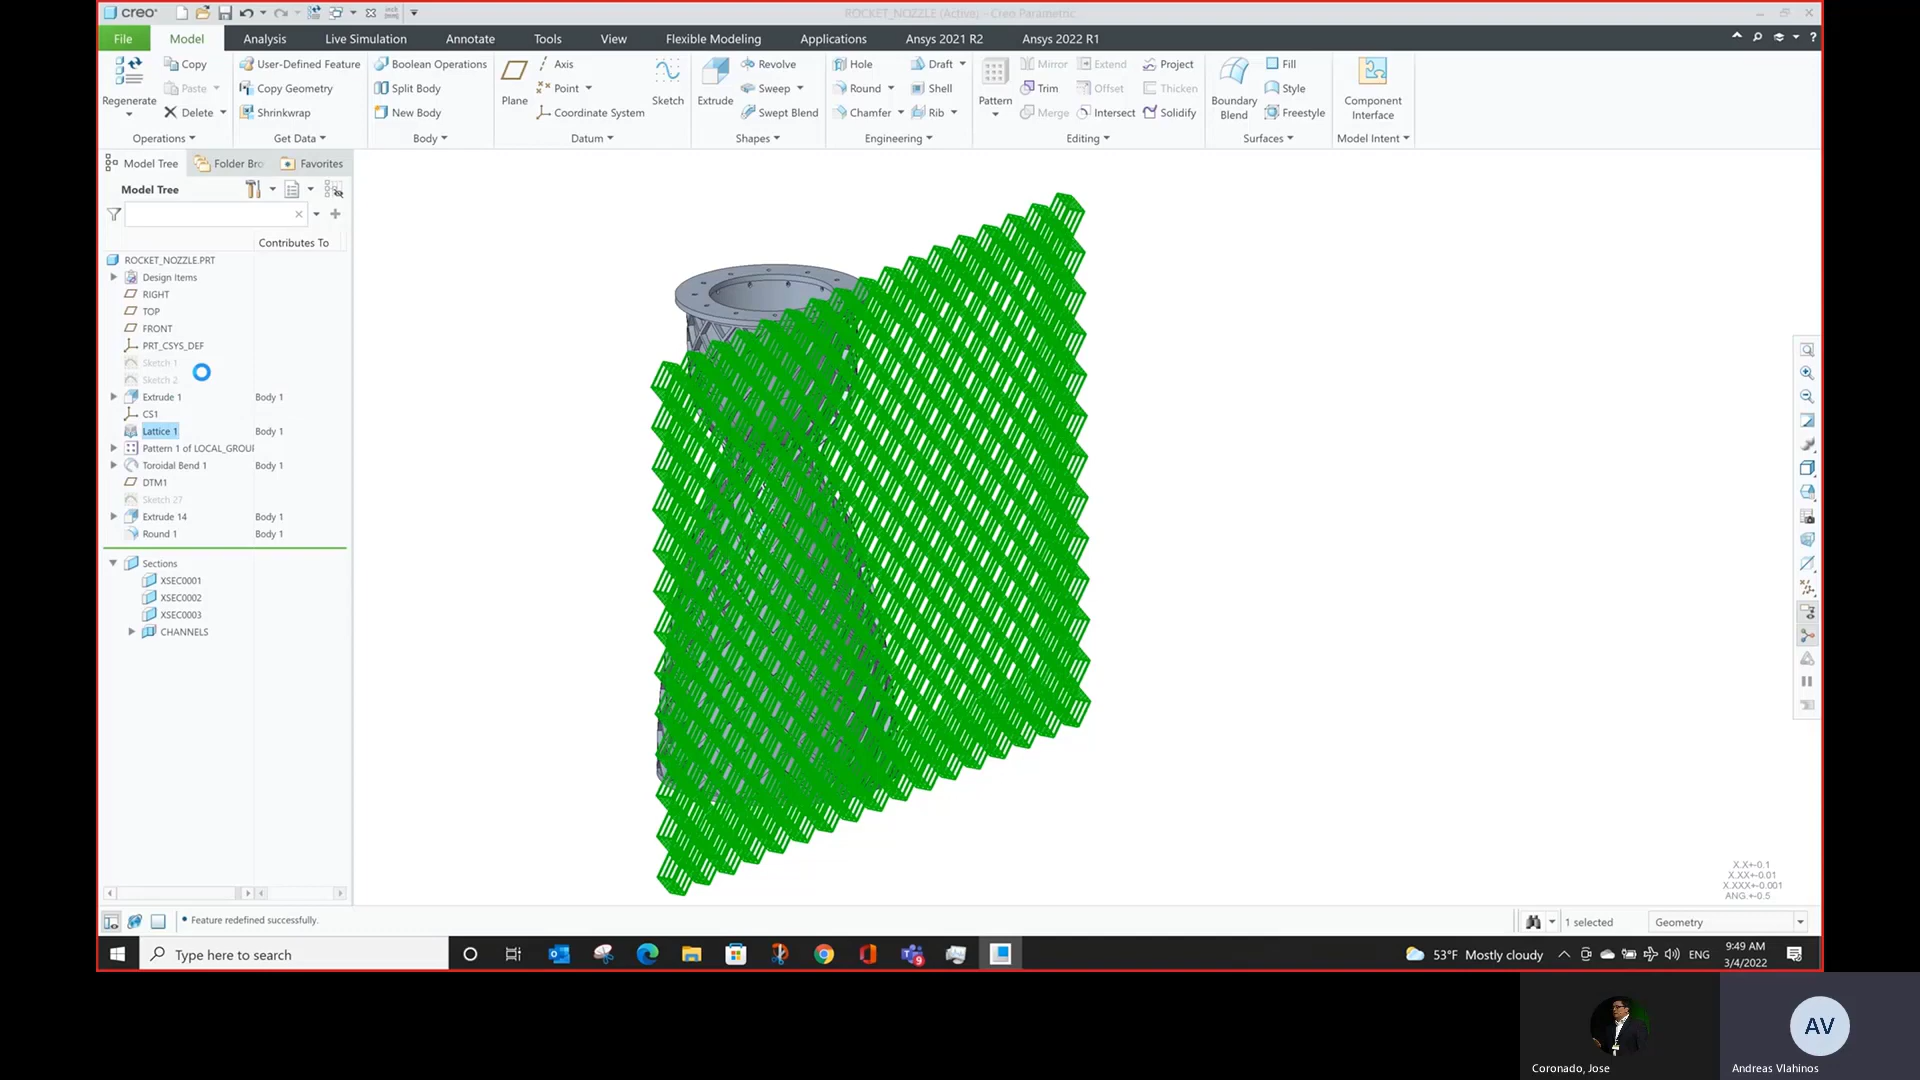 creo
ROCKET_NOZZLE (Active) - Creo Parametric
File
Model
Analysis
Live Simulation
Annotate
Tools
View
Flexible Modeling
Applications
Ansys 2021 R2
Ansys 2022 R1
Regenerate
Copy
Paste
Delete
Operations
User-Defined Feature
Copy Geometry
Shrinkwrap
Get Data
Boolean Operations
Split Body
New Body
Body
Plane
Axis
Point
Coordinate System
Sketch
Datum
Extrude
Revolve
Sweep
Swept Blend
Shapes
Hole
Round
Chamfer
Draft
Shell
Rib
Engineering
Pattern
Mirror
Trim
Merge
Extend
Offset
Intersect
Project
Thicken
Solidify
Editing
Boundary
Blend
Fill
Style
Freestyle
Surfaces
Component
Interface
Model Intent
Model Tree
Folder Bro
Favorites
Model Tree
Contributes To
ROCKET_NOZZLE.PRT
Design Items
RIGHT
TOP
FRONT
PRT_CSYS_DEF
Sketch 1
Sketch 2
Extrude 1 Body 1
CS1
Lattice 1 Body 1
Pattern 1 of LOCAL_GROUP
Toroidal Bend 1 Body 1
DTM1
Sketch 27
Extrude 14 Body 1
Round 1 Body 1
Sections
XSEC0001
XSEC0002
XSEC0003
CHANNELS
X.X+-0.1
X.XX+-0.01
X.XXX+-0.001
ANG.+-0.5
Feature redefined successfully.
1 selected
Geometry
Type here to search
9
53°F Mostly cloudy
ENG
9:49 AM
3/4/2022
AV
Coronado, Jose
Andreas Vlahinos